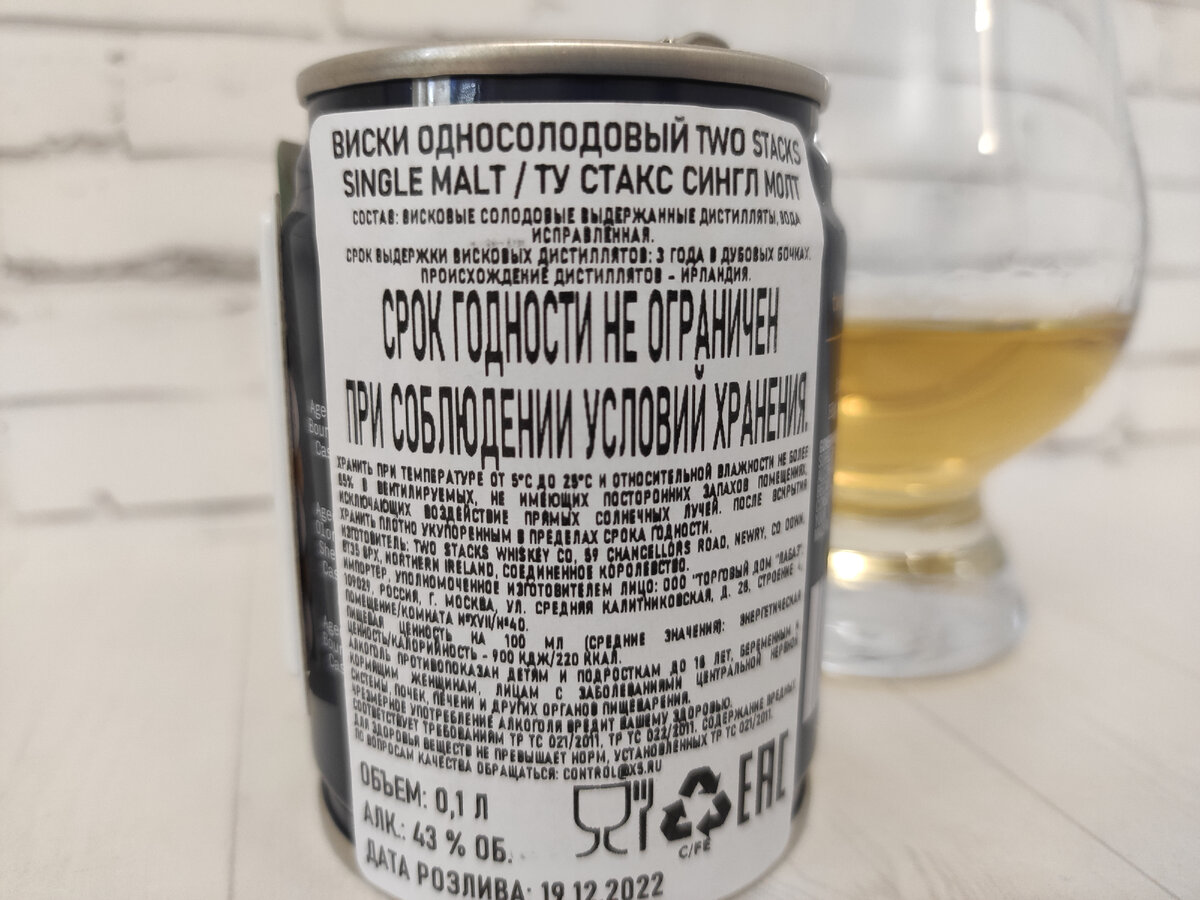 ВИСКИ ОДНОСОЛОДОВЫЙ TWO STACKS
SINGLE MALT / ТУ СТАКС СИНГЛ МОЛТ
СОСТАВ: ВИСКОВЫЕ СОЛОДОВЫЕ ВЫДЕРЖАННЫЕ ДИСТИЛЛЯТЫ, ВОДА
ИСПРАВЛЕННАЯ.
СРОК ВЫДЕРЖКИ ВИСКОВЫХ ДИСТИЛЛЯТОВ: 3 ГОДА В ДУБОВЫХ БОЧКАХ.
ПРОИСХОЖДЕНИЕ ДИСТИЛЛЯТОВ - ИРЛАНДИЯ.
СРОК ГОДНОСТИ НЕ ОГРАНИЧЕН
ПРИ СОБЛЮДЕНИИ УСЛОВИЙ ХРАНЕНИЯ.
ХРАНИТЬ ПРИ ТЕМПЕРАТУРЕ ОТ 5°С ДО 25°С И ОТНОСИТЕЛЬНОЙ ВЛАЖНОСТИ НЕ БОЛЕЕ
85% В ВЕНТИЛИРУЕМЫХ, НЕ ИМЕЮЩИХ ПОСТОРОННИХ ЗАПАХОВ ПОМЕЩЕНИЯХ,
ИСКЛЮЧАЮЩИХ ВОЗДЕЙСТВИЕ ПРЯМЫХ СОЛНЕЧНЫХ ЛУЧЕЙ. ПОСЛЕ ВСКРЫТИЯ
ХРАНИТЬ ПЛОТНО УКУПОРЕННЫМ В ПРЕДЕЛАХ СРОКА ГОДНОСТИ.
ИЗГОТОВИТЕЛЬ: TWO STACKS WHISKEY CO, 69 CHANCELLORS ROAD, NEWRY, CO DOWN,
BT35 8PX, NORTHERN IRELAND, СОЕДИНЕННОЕ КОРОЛЕВСТВО.
ИМПОРТЕР, УПОЛНОМОЧЕННОЕ ИЗГОТОВИТЕЛЕМ ЛИЦО: ООО "ТОРГОВЫЙ ДОМ "ЛАБАЗ"
109029, РОССИЯ, Г. МОСКВА, УЛ. СРЕДНЯЯ КАЛИТНИКОВСКАЯ, Д. 28, СТРОЕНИЕ 4,
ПОМЕЩЕНИЕ/КОМНАТА №XVII/№40.
ПИЩЕВАЯ ЦЕННОСТЬ НА 100 МЛ (СРЕДНИЕ ЗНАЧЕНИЯ): ЭНЕРГЕТИЧЕСКАЯ
ЦЕННОСТЬ/КАЛОРИЙНОСТЬ - 900 КДЖ/220 ККАЛ.
АЛКОГОЛЬ ПРОТИВОПОКАЗАН ДЕТЯМ И ПОДРОСТКАМ ДО 18 ЛЕТ, БЕРЕМЕННЫМ И
КОРМЯЩИМ ЖЕНЩИНАМ, ЛИЦАМ С ЗАБОЛЕВАНИЯМИ ЦЕНТРАЛЬНОЙ НЕРВНОЙ
СИСТЕМЫ, ПОЧЕК, ПЕЧЕНИ И ДРУГИХ ОРГАНОВ ПИЩЕВАРЕНИЯ.
ЧРЕЗМЕРНОЕ УПОТРЕБЛЕНИЕ АЛКОГОЛЯ ВРЕДИТ ВАШЕМУ ЗДОРОВЬЮ.
СООТВЕТСТВУЕТ ТРЕБОВАНИЯМ ТР ТС 021/2011, ТР ТС 022/2011. СОДЕРЖАНИЕ ВРЕДНЫХ
ДЛЯ ЗДОРОВЬЯ ВЕЩЕСТВ НЕ ПРЕВЫШАЕТ НОРМ, УСТАНОВЛЕННЫХ ТР ТС 021/2011.
ПО ВОПРОСАМ КАЧЕСТВА ОБРАЩАТЬСЯ: CONTROL@X5.RU
ОБЪЕМ: 0,1 Л
АЛК.: 43 % ОБ.
ДАТА РОЗЛИВА: 19.12.2022
C/FE
EAC